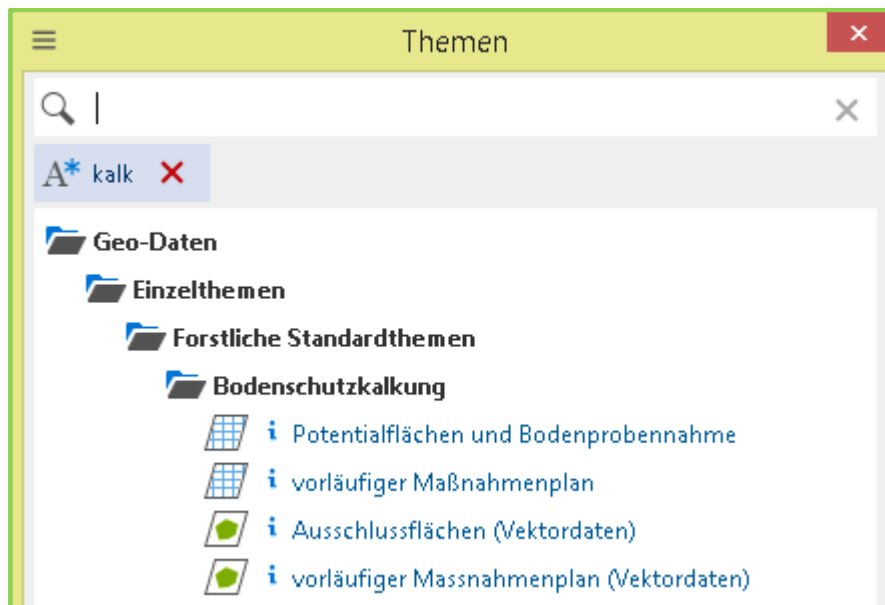 Themen
A* kalk
Geo-Daten
Einzelthemen
Forstliche Standardthemen
Bodenschutzkalkung
i Potentialflächen und Bodenprobennahme
i vorläufiger Maßnahmenplan
i Ausschlussflächen (Vektordaten)
i vorläufiger Massnahmenplan (Vektordaten)